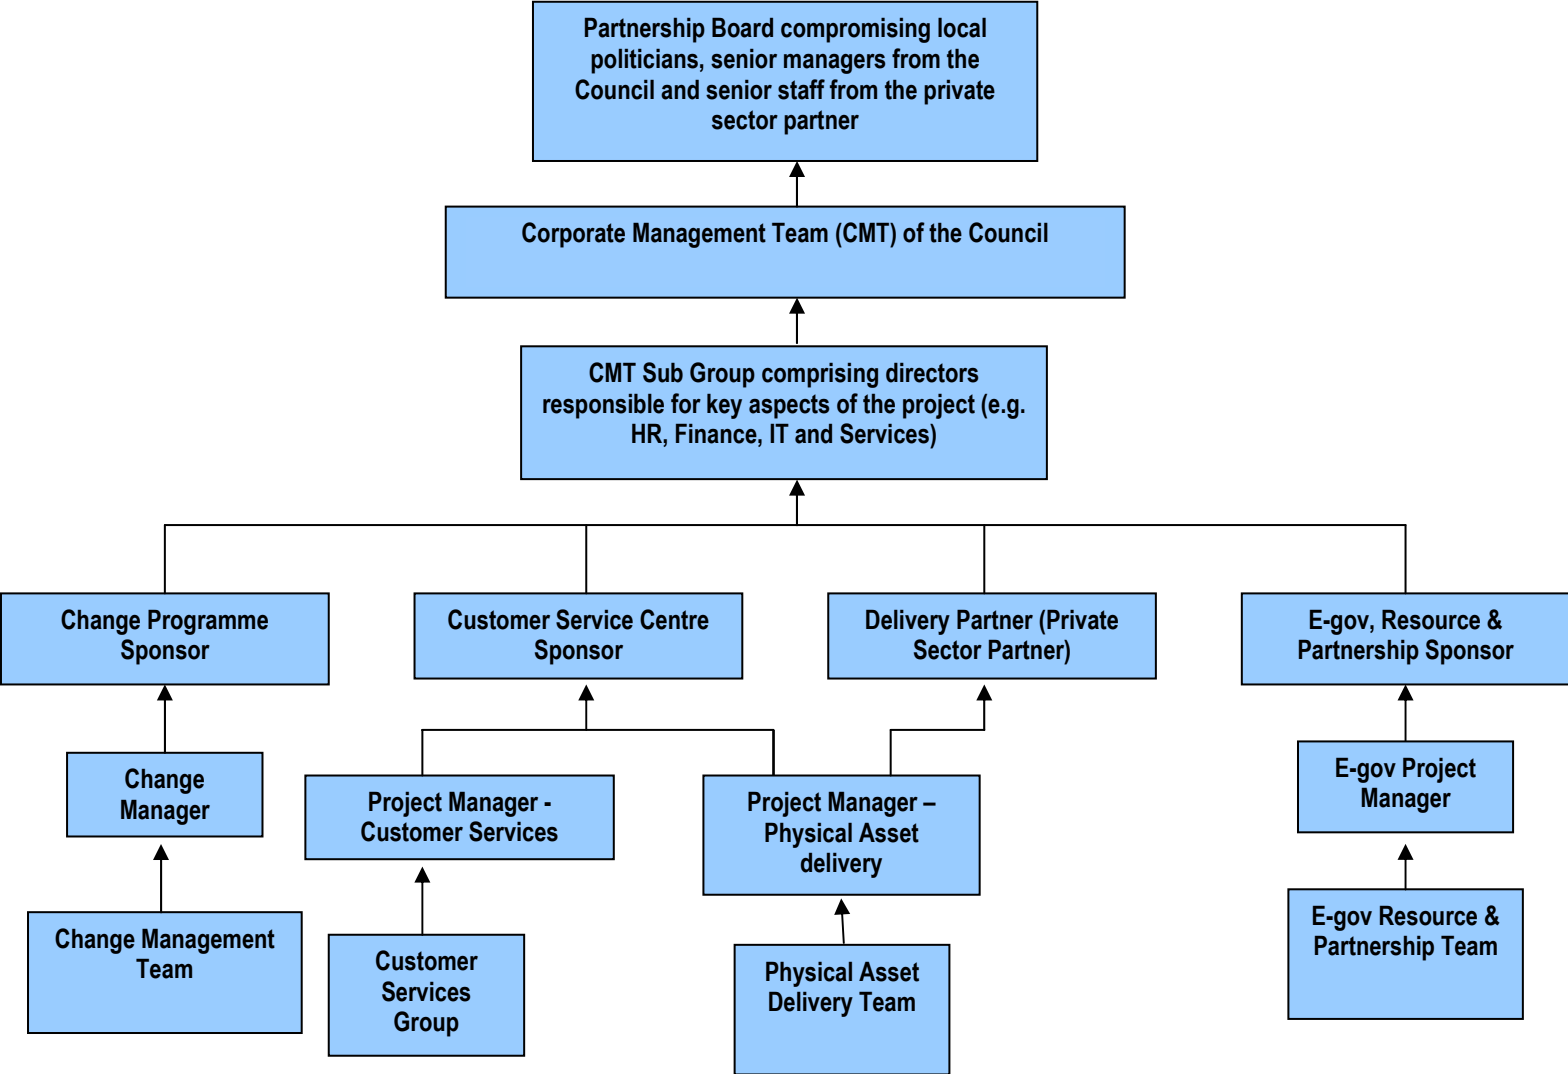 Partnership Board compromising local
politicians, senior managers from the
Council and senior staff from the private
sector partner
Corporate Management Team (CMT) of the Council
CMT Sub Group comprising directors
responsible for key aspects of the project (e.g.
HR, Finance, IT and Services)
Change Programme
Sponsor
Customer Service Centre
Sponsor
Delivery Partner (Private
Sector Partner)
E-gov, Resource &
Partnership Sponsor
Change
Manager
Project Manager -
Customer Services
Project Manager –
Physical Asset
delivery
E-gov Project
Manager
Change Management
Team
Customer
Services
Group
Physical Asset
Delivery Team
E-gov Resource &
Partnership Team